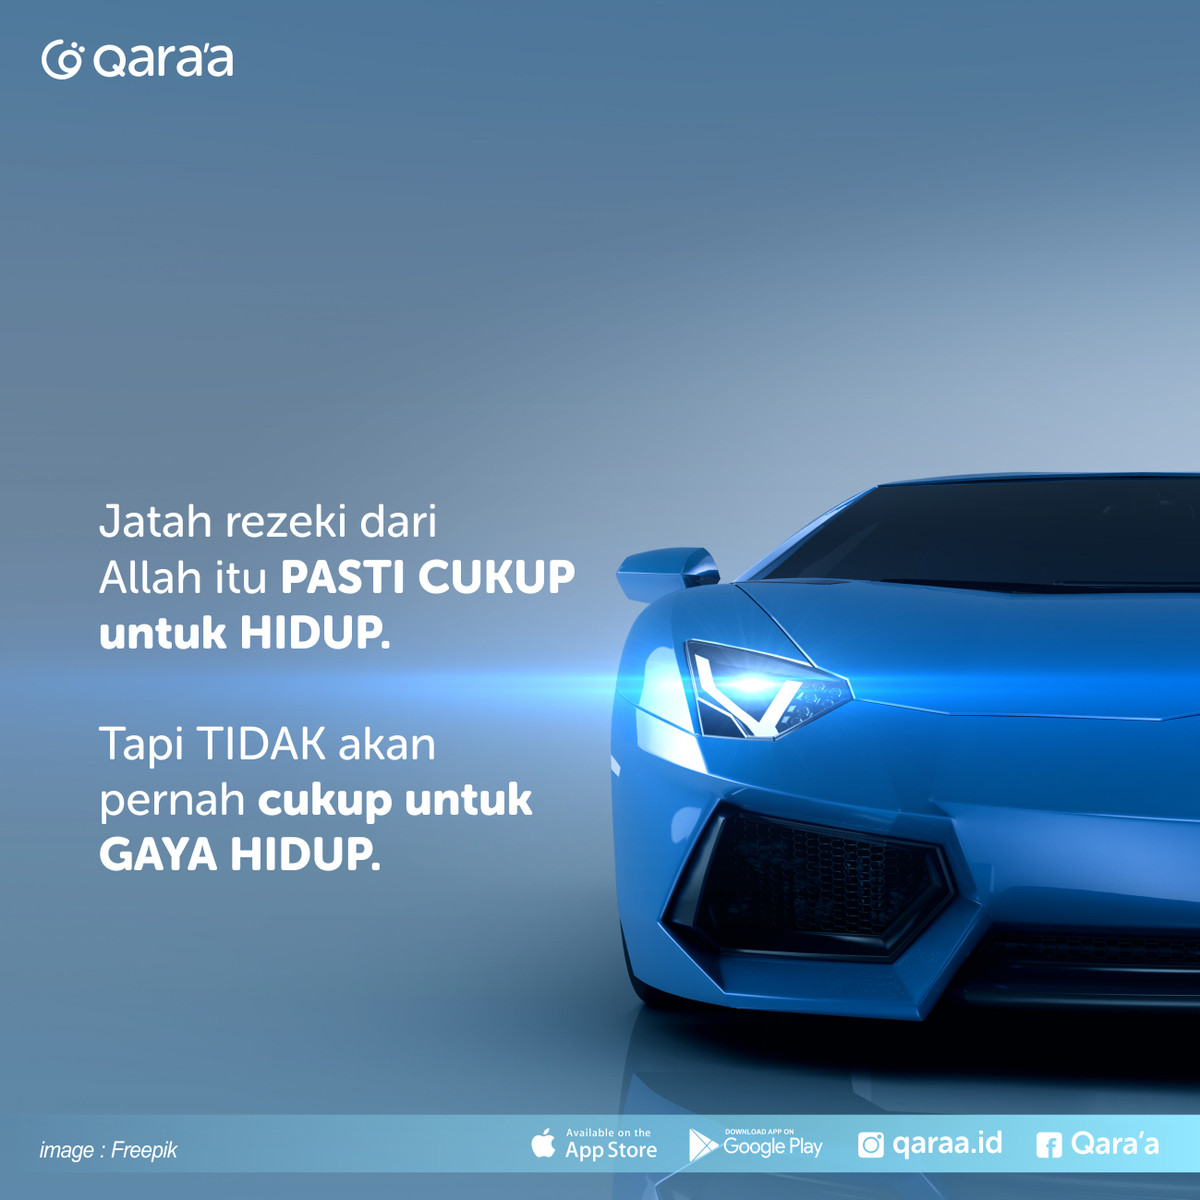 Qara'a
Jatah rezeki dari
Allah itu PASTI CUKUP
untuk HIDUP.
Tapi TIDAK akan
pernah cukup untuk
GAYA HIDUP.
image : Freepik
Available on the
App Store
DOWNLOAD APP ON
Google Play
qaraa.id
Qara'a